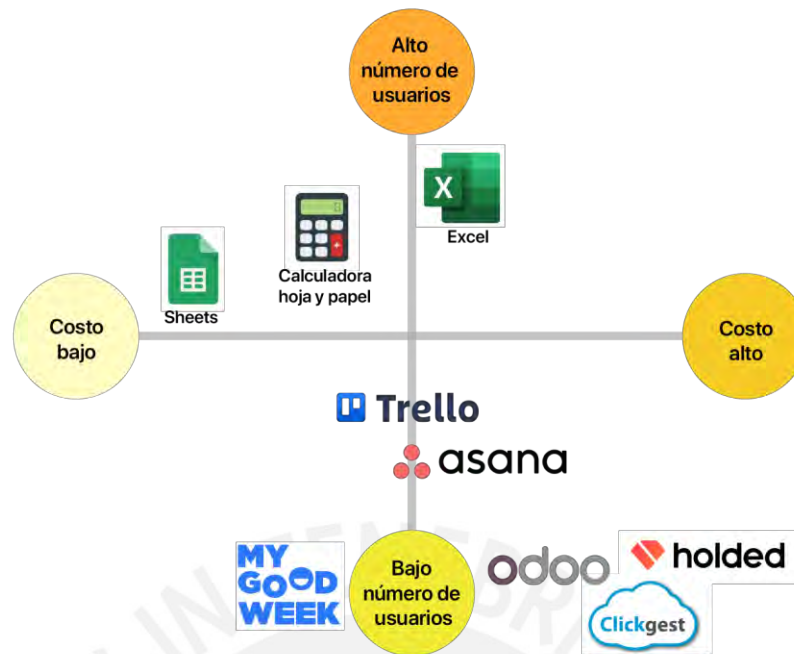 Alto
número de
usuarios
X
Excel
Calculadora
hoja y papel
Sheets
Costo
bajo
Costo
alto
Trello
asana
MY
GOOD
WEEK
Bajo
número de
usuarios
odoo
holded
Clickgest